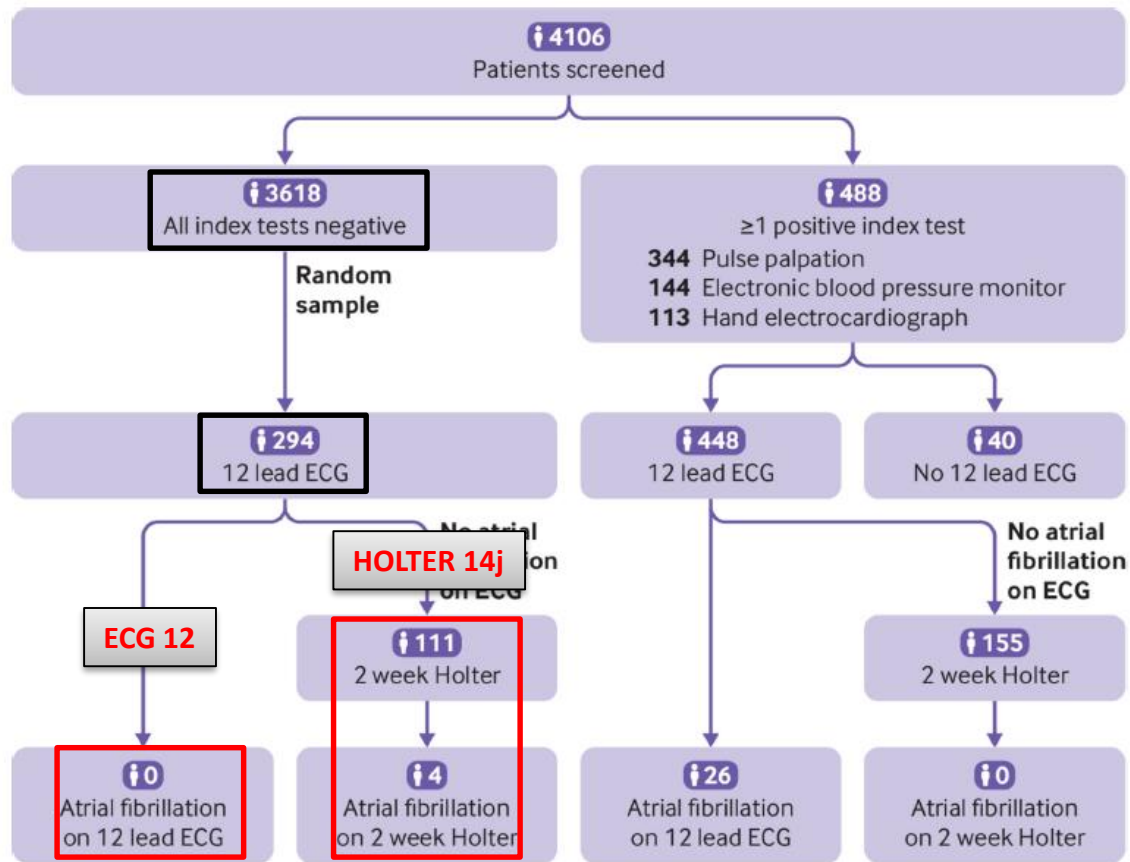 4106
Patients screened
3618
All index tests negative
488
≥1 positive index test
344 Pulse palpation
144 Electronic blood pressure monitor
113 Hand electrocardiograph
Random
sample
294
12 lead ECG
448
12 lead ECG
40
No 12 lead ECG
ECG 12
HOLTER 14j
on ECG
No atrial
fibrillation
on ECG
111
2 week Holter
155
2 week Holter
0
Atrial fibrillation
on 12 lead ECG
4
Atrial fibrillation
on 2 week Holter
26
Atrial fibrillation
on 12 lead ECG
0
Atrial fibrillation
on 2 week Holter